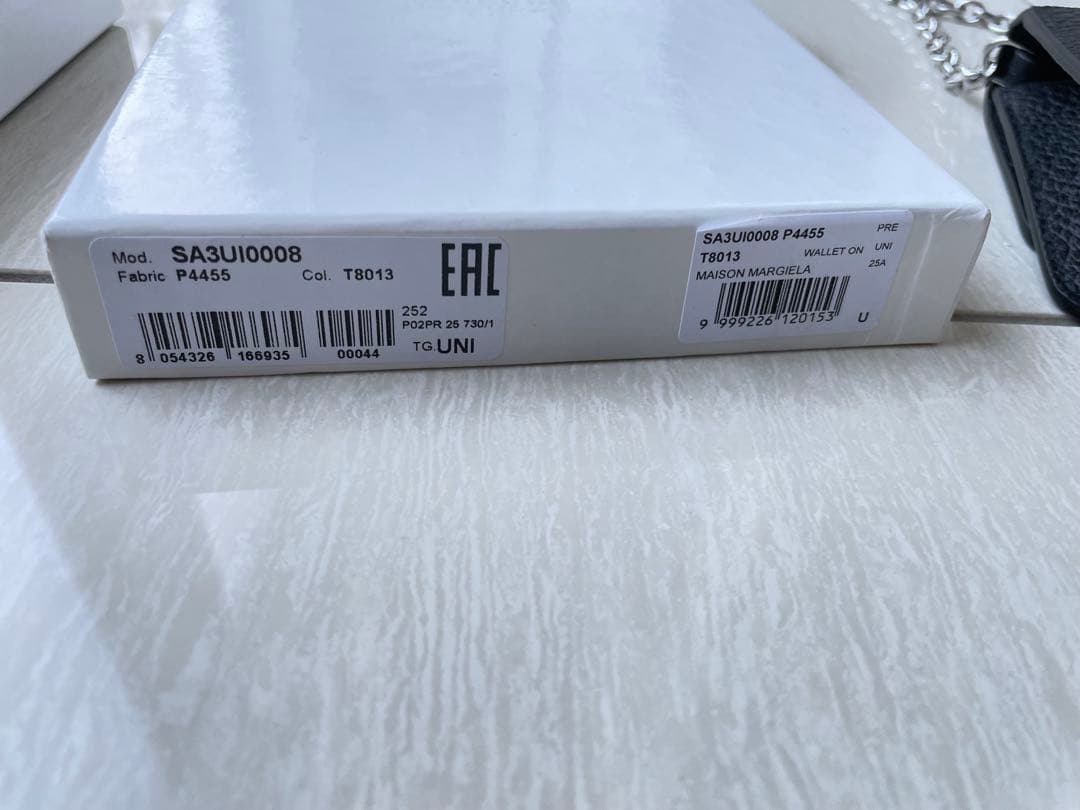 Mod. SA3UI0008
Fabric P4455 Col. T8013
EAC
252
P02PR 25 730/1
8 054326 166935 00044
TG.UNI
SA3UI0008 P4455 PRE
T8013 WALLET ON UNI
25A
MAISON MARGIELA
9 999226 120153 U